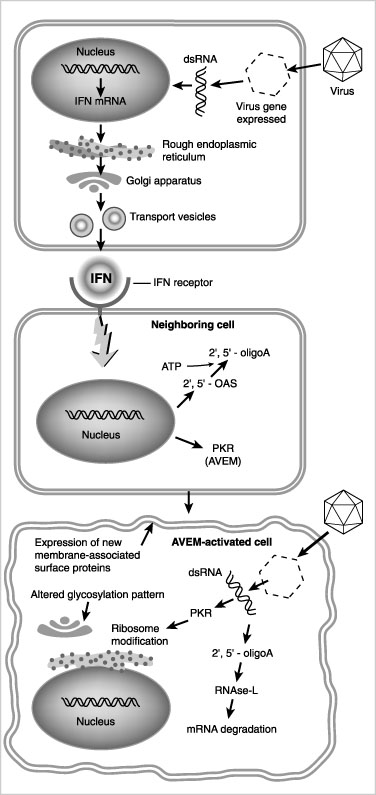 Nucleus
IFN mRNA
dsRNA
Virus gene
expressed
Virus
Rough endoplasmic
reticulum
Golgi apparatus
Transport vesicles
IFN
IFN receptor
Neighboring cell
2', 5' - oligoA
ATP
2', 5' - OAS
Nucleus
PKR
(AVEM)
Expression of new
membrane-associated
surface proteins
AVEM-activated cell
dsRNA
Altered glycosylation pattern
PKR
Ribosome
modification
2', 5' - oligoA
RNAse-L
mRNA degradation
Nucleus